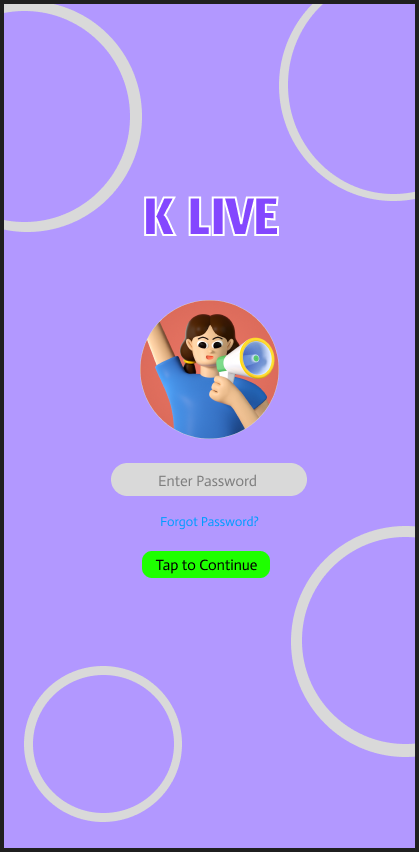 K LIVE
Enter Password
Forgot Password?
Tap to Continue